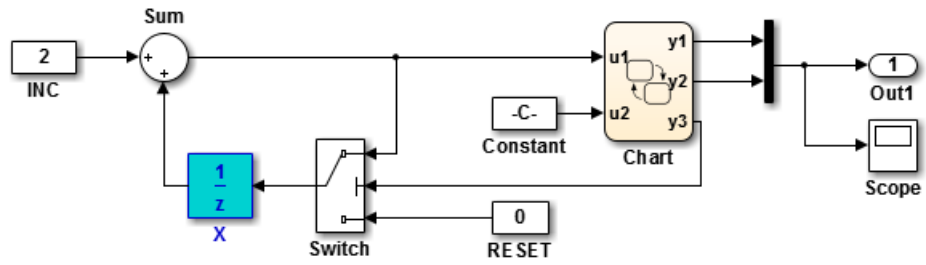 Sum
2
+
+
INC
u1
u2
y1
y2
y3
Chart
-C-
Constant
1
Out1
Scope
1
z
X
Switch
0
RESET